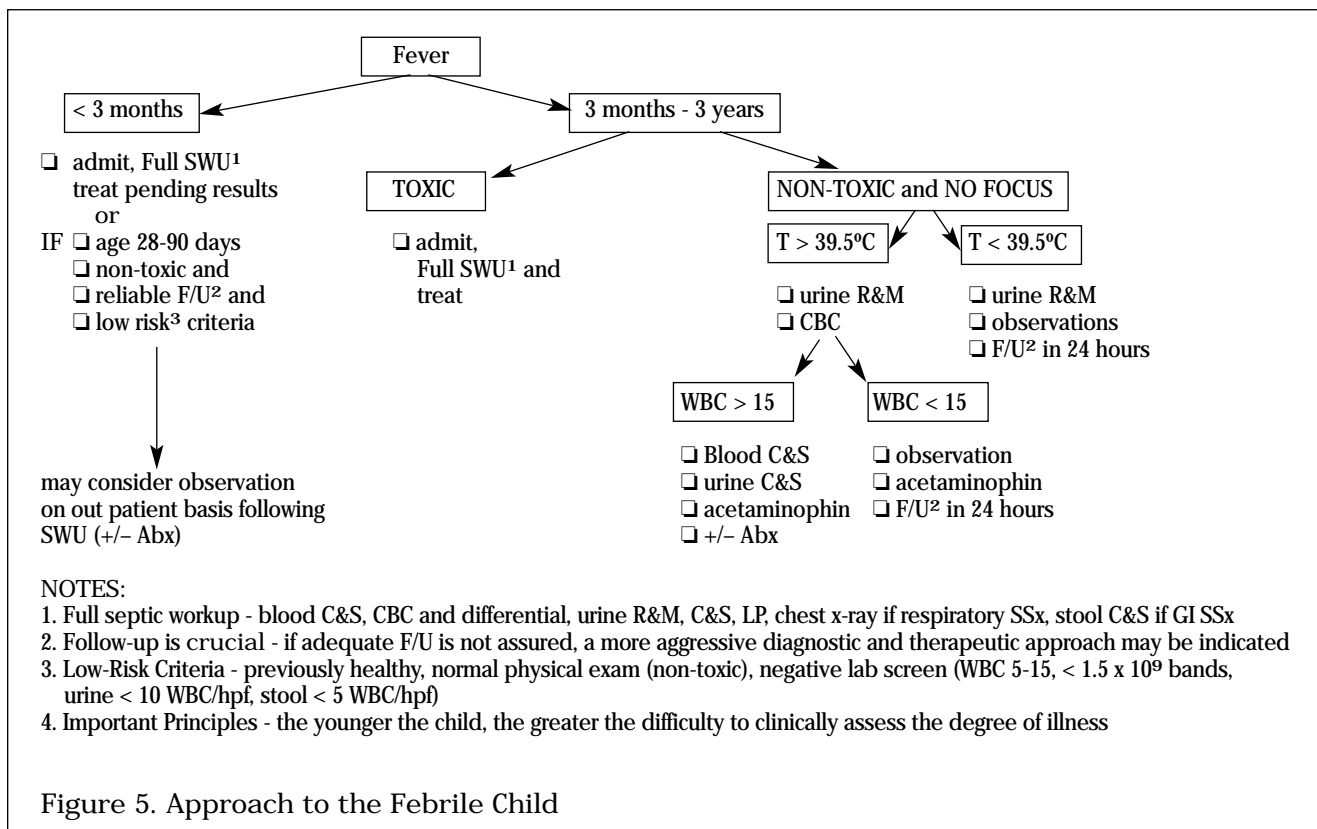 Fever
< 3 months
3 months - 3 years
❏ admit, Full SWU¹
treat pending results
or
IF ❏ age 28-90 days
❏ non-toxic and
❏ reliable F/U² and
❏ low risk³ criteria
may consider observation
on out patient basis following
SWU (+/– Abx)
TOXIC
❏ admit,
Full SWU¹ and
treat
NON-TOXIC and NO FOCUS
T > 39.5ºC
❏ urine R&M
❏ CBC
T < 39.5ºC
❏ urine R&M
❏ observations
❏ F/U² in 24 hours
WBC > 15
❏ Blood C&S
❏ urine C&S
❏ acetaminophin
❏ +/– Abx
WBC < 15
❏ observation
❏ acetaminophin
❏ F/U² in 24 hours
NOTES:
1. Full septic workup - blood C&S, CBC and differential, urine R&M, C&S, LP, chest x-ray if respiratory SSx, stool C&S if GI SSx
2. Follow-up is crucial - if adequate F/U is not assured, a more aggressive diagnostic and therapeutic approach may be indicated
3. Low-Risk Criteria - previously healthy, normal physical exam (non-toxic), negative lab screen (WBC 5-15, < 1.5 x 10⁹ bands,
urine < 10 WBC/hpf, stool < 5 WBC/hpf)
4. Important Principles - the younger the child, the greater the difficulty to clinically assess the degree of illness
Figure 5. Approach to the Febrile Child